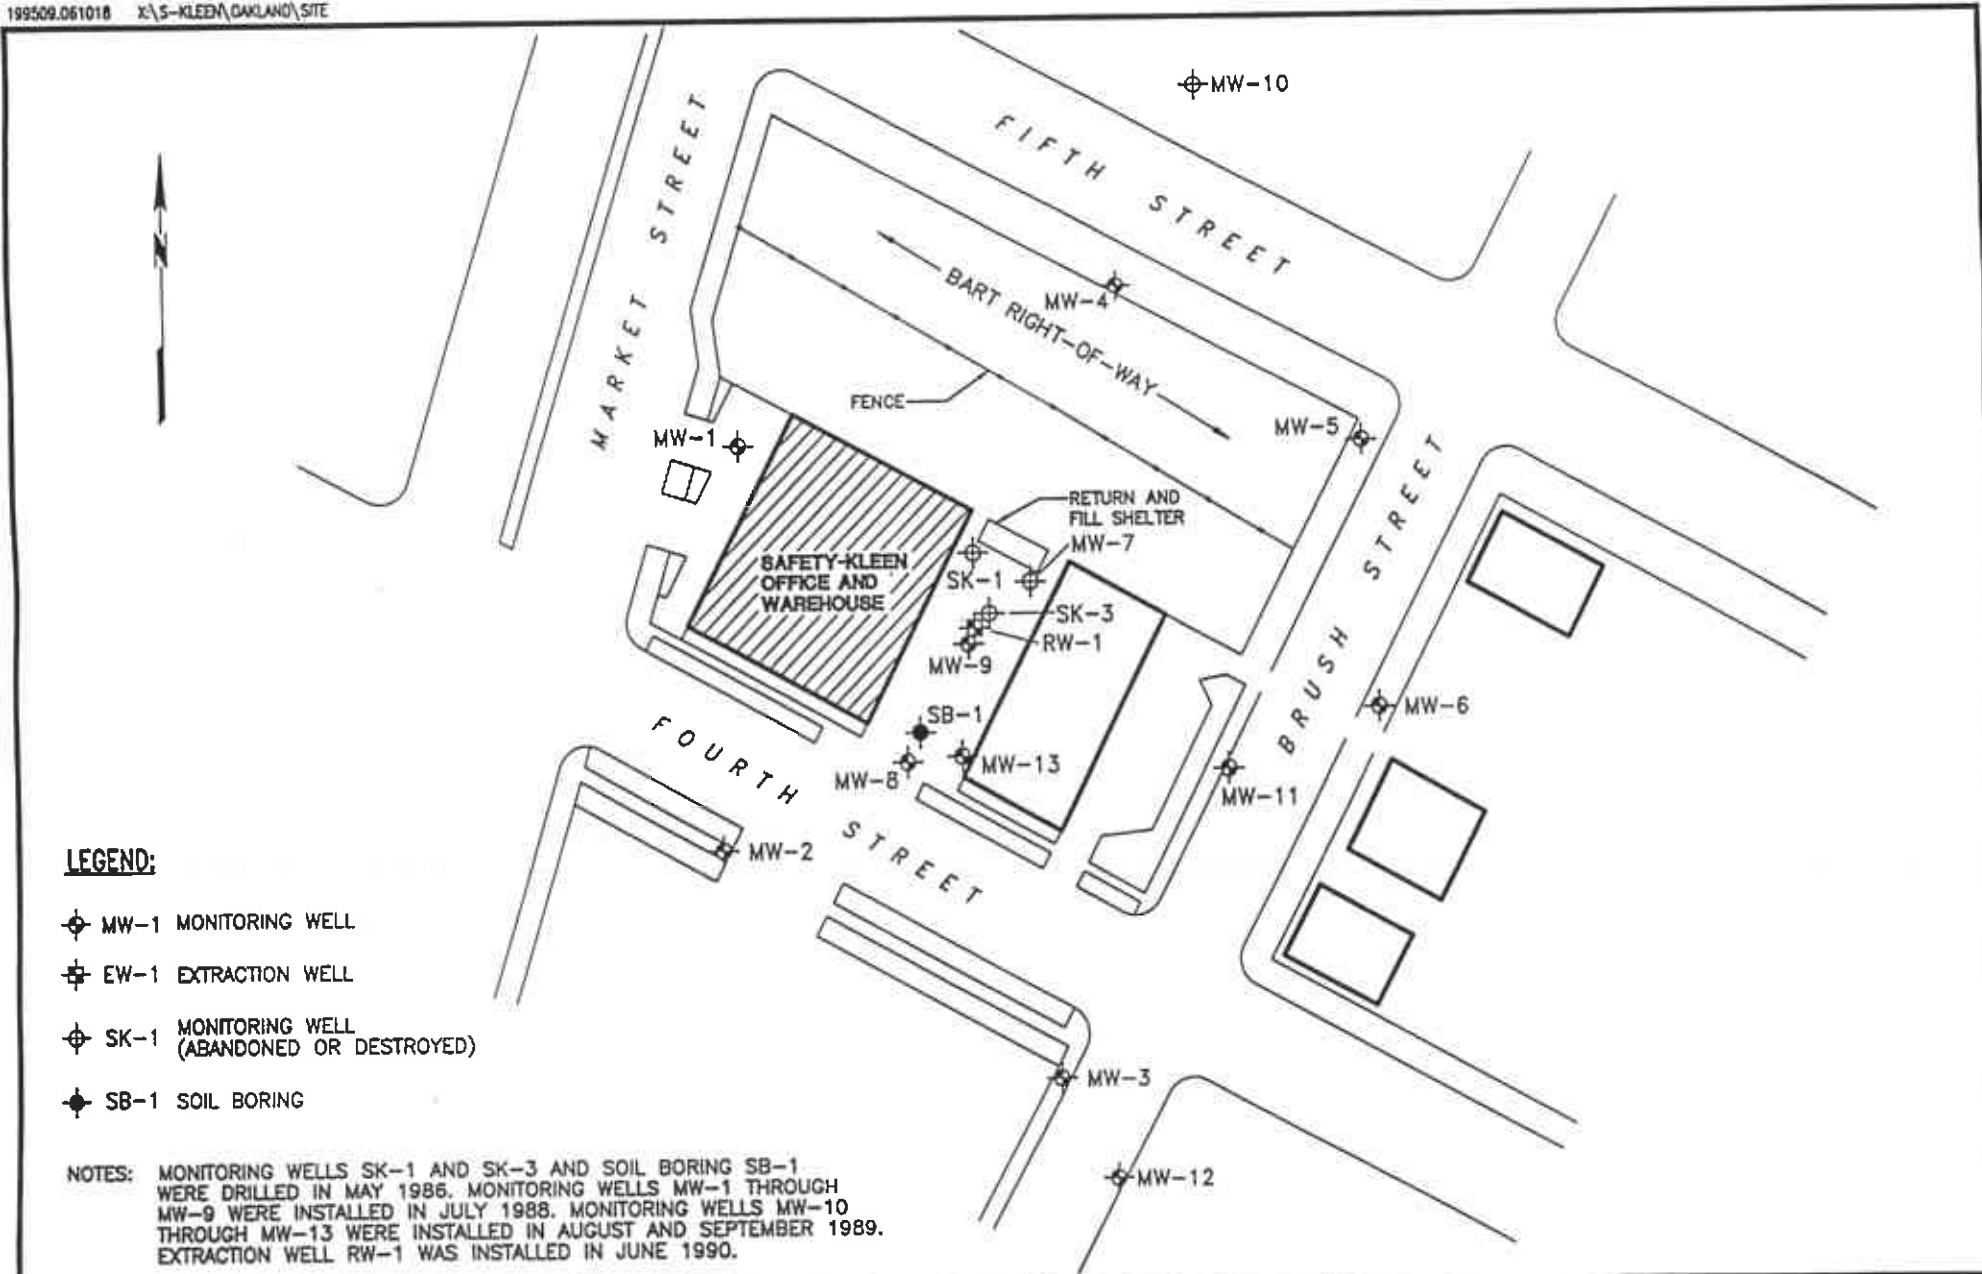 199509.061018 X:\S-KLEEN\OAKLAND\SITE
MW-10
FIFTH STREET
MARKET STREET
N
BART RIGHT-OF-WAY
MW-4
FENCE
MW-5
MW-1
BRUSH STREET
RETURN AND
FILL SHELTER
MW-7
SK-1
SAFETY-KLEEN
OFFICE AND
WAREHOUSE
SK-3
RW-1
MW-9
MW-6
SB-1
MW-13
MW-8
MW-11
FOURTH STREET
MW-2
MW-3
MW-12
LEGEND:
MW-1 MONITORING WELL
EW-1 EXTRACTION WELL
SK-1 MONITORING WELL
(ABANDONED OR DESTROYED)
SB-1 SOIL BORING
NOTES: MONITORING WELLS SK-1 AND SK-3 AND SOIL BORING SB-1
WERE DRILLED IN MAY 1986. MONITORING WELLS MW-1 THROUGH
MW-9 WERE INSTALLED IN JULY 1988. MONITORING WELLS MW-10
THROUGH MW-13 WERE INSTALLED IN AUGUST AND SEPTEMBER 1989.
EXTRACTION WELL RW-1 WAS INSTALLED IN JUNE 1990.